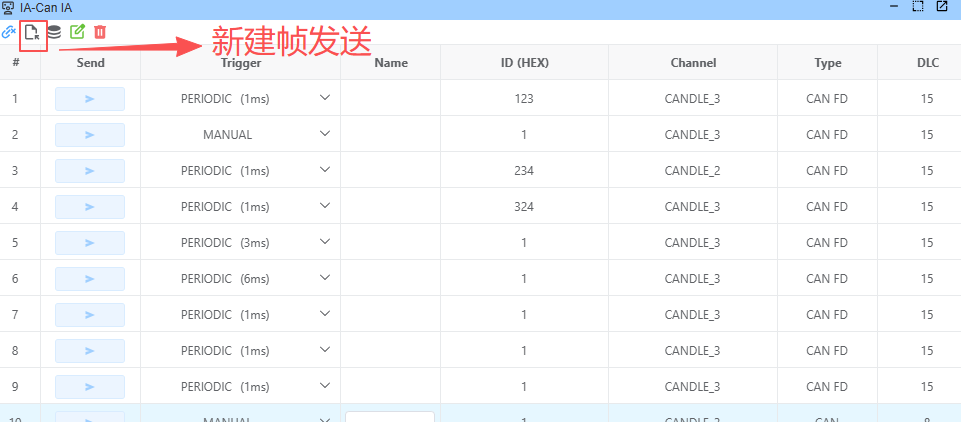 IA-Can IA
新建帧发送
# Send Trigger Name ID (HEX) Channel Type DLC
1 PERIODIC (1ms) 123 CANDLE_3 CAN FD 15
2 MANUAL 1 CANDLE_3 CAN FD 15
3 PERIODIC (1ms) 234 CANDLE_2 CAN FD 15
4 PERIODIC (1ms) 324 CANDLE_3 CAN FD 15
5 PERIODIC (3ms) 1 CANDLE_3 CAN FD 15
6 PERIODIC (6ms) 1 CANDLE_3 CAN FD 15
7 PERIODIC (1ms) 1 CANDLE_3 CAN FD 15
8 PERIODIC (1ms) 1 CANDLE_3 CAN FD 15
9 PERIODIC (1ms) 1 CANDLE_3 CAN FD 15
10 MANUAL 1 CAN